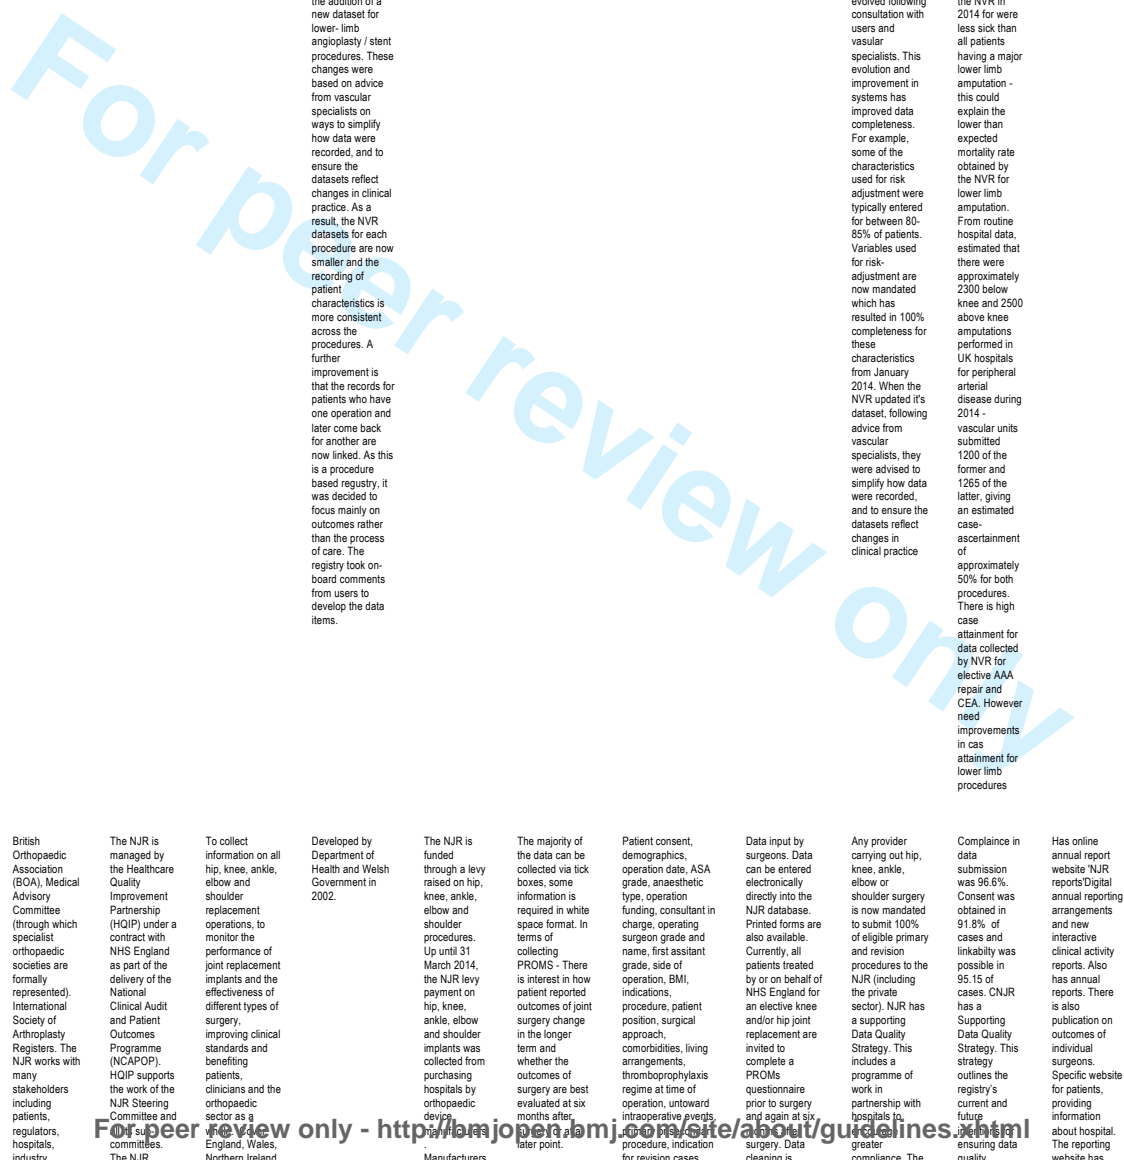 the addition of a
new dataset for
lower- limb
angioplasty / stent
procedures. These
changes were
based on advice
from vascular
specialists on
ways to simplify
how data were
recorded, and to
ensure the
datasets reflect
changes in clinical
practice. As a
result, the NVR
datasets for each
procedure are now
smaller and the
recording of
patient
characteristics is
more consistent
across the
procedures. A
further
improvement is
that the records for
patients who have
one operation and
later come back
for another are
now linked. As this
is a procedure
based regustry, it
was decided to
focus mainly on
outcomes rather
than the process
of care. The
registry took on-
board comments
from users to
develop the data
items.
evolved following
consultation with
users and
vasular
specialists. This
evolution and
improvement in
systems has
improved data
completeness.
For example,
some of the
characteristics
used for risk
adjustment were
typically entered
for between 80-
85% of patients.
Variables used
for risk-
adjustment are
now mandated
which has
resulted in 100%
completeness for
these
characteristics
from January
2014. When the
NVR updated it's
dataset, following
advice from
vascular
specialists, they
were advised to
simplify how data
were recorded,
and to ensure the
datasets reflect
changes in
clinical practice
the NVR in
2014 for were
less sick than
all patients
having a major
lower limb
amputation -
this could
explain the
lower than
expected
mortality rate
obtained by
the NVR for
lower limb
amputation.
From routine
hospital data,
estimated that
there were
approximately
2300 below
knee and 2500
above knee
amputations
performed in
UK hospitals
for peripheral
arterial
disease during
2014 -
vascular units
submitted
1200 of the
former and
1265 of the
latter, giving
an estimated
case-
ascertainment
of
approximately
50% for both
procedures.
There is high
case
attainment for
data collected
by NVR for
elective AAA
repair and
CEA. However
need
improvements
in cas
attainment for
lower limb
procedures
British
Orthopaedic
Association
(BOA), Medical
Advisory
Committee
(through which
specialist
orthopaedic
societies are
formally
represented).
International
Society of
Arthroplasty
Registers. The
NJR works with
many
stakeholders
including
patients,
regulators,
hospitals,
industry
The NJR is
managed by
the Healthcare
Quality
Improvement
Partnership
(HQIP) under a
contract with
NHS England
as part of the
delivery of the
National
Clinical Audit
and Patient
Outcomes
Programme
(NCAPOP).
HQIP supports
the work of the
NJR Steering
Committee and
all its sub-
committees.
The NJR
To collect
information on all
hip, knee, ankle,
elbow and
shoulder
replacement
operations, to
monitor the
performance of
joint replacement
implants and the
effectiveness of
different types of
surgery,
improving clinical
standards and
benefiting
patients,
clinicians and the
orthopaedic
sector as a
whole. Cover
England, Wales,
Northern Ireland
Developed by
Department of
Health and Welsh
Government in
2002.
The NJR is
funded
through a levy
raised on hip,
knee, ankle,
elbow and
shoulder
procedures.
Up until 31
March 2014,
the NJR levy
payment on
hip, knee,
ankle, elbow
and shoulder
implants was
collected from
purchasing
hospitals by
orthopaedic
device
manufacturers
.
Manufacturers
The majority of
the data can be
collected via tick
boxes, some
information is
required in white
space format. In
terms of
collecting
PROMS - There
is interest in how
patient reported
outcomes of joint
surgery change
in the longer
term and
whether the
outcomes of
surgery are best
evaluated at six
months after
surgery or at a
later point.
Patient consent,
demographics,
operation date, ASA
grade, anaesthetic
type, operation
funding, consultant in
charge, operating
surgeon grade and
name, first assitant
grade, side of
operation, BMI,
indications,
procedure, patient
position, surgical
approach,
comorbidities, living
arrangements,
thromboprophylaxis
regime at time of
operation, untoward
intraoperative events,
primary or secondary
procedure, indication
for revision cases
Data input by
surgeons. Data
can be entered
electronically
directly into the
NJR database.
Printed forms are
also available.
Currently, all
patients treated
by or on behalf of
NHS England for
an elective knee
and/or hip joint
replacement are
invited to
complete a
PROMs
questionnaire
prior to surgery
and again at six
months after
surgery. Data
cleaning is
Any provider
carrying out hip,
knee, ankle,
elbow or
shoulder surgery
is now mandated
to submit 100%
of eligible primary
and revision
procedures to the
NJR (including
the private
sector). NJR has
a supporting
Data Quality
Strategy. This
includes a
programme of
work in
partnership with
hospitals to
encourage
greater
compliance. The
Complaince in
data
submission
was 96.6%.
Consent was
obtained in
91.8% of
cases and
linkabilty was
possible in
95.15 of
cases. CNJR
has a
Supporting
Data Quality
Strategy. This
strategy
outlines the
registry's
current and
future
intentions for
ensuring data
quality
Has online
annual report
website 'NJR
reports'Digital
annual reporting
arrangements
and new
interactive
clinical activity
reports. Also
has annual
reports. There
is also
publication on
outcomes of
individual
surgeons.
Specific website
for patients,
providing
information
about hospital.
The reporting
website has
For peer review only
For peer review only - http://bmjopen.bmj.com/site/about/guidelines.xhtml